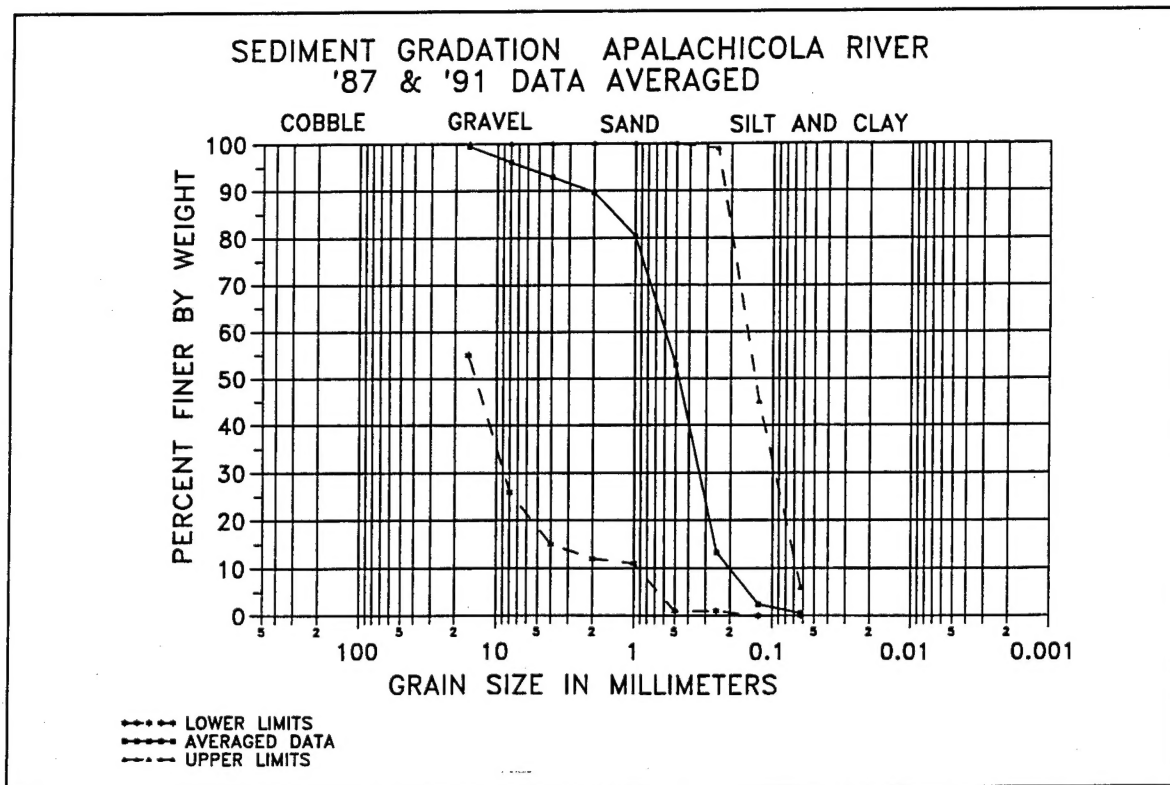 SEDIMENT GRADATION APALACHICOLA RIVER
'87 & '91 DATA AVERAGED
COBBLE GRAVEL SAND SILT AND CLAY
PERCENT FINER BY WEIGHT
100
90
80
70
60
50
40
30
20
10
0
5 2 5 2 5 2 5 2 5 2 5 2
100 10 1 0.1 0.01 0.001
GRAIN SIZE IN MILLIMETERS
LOWER LIMITS
AVERAGED DATA
UPPER LIMITS